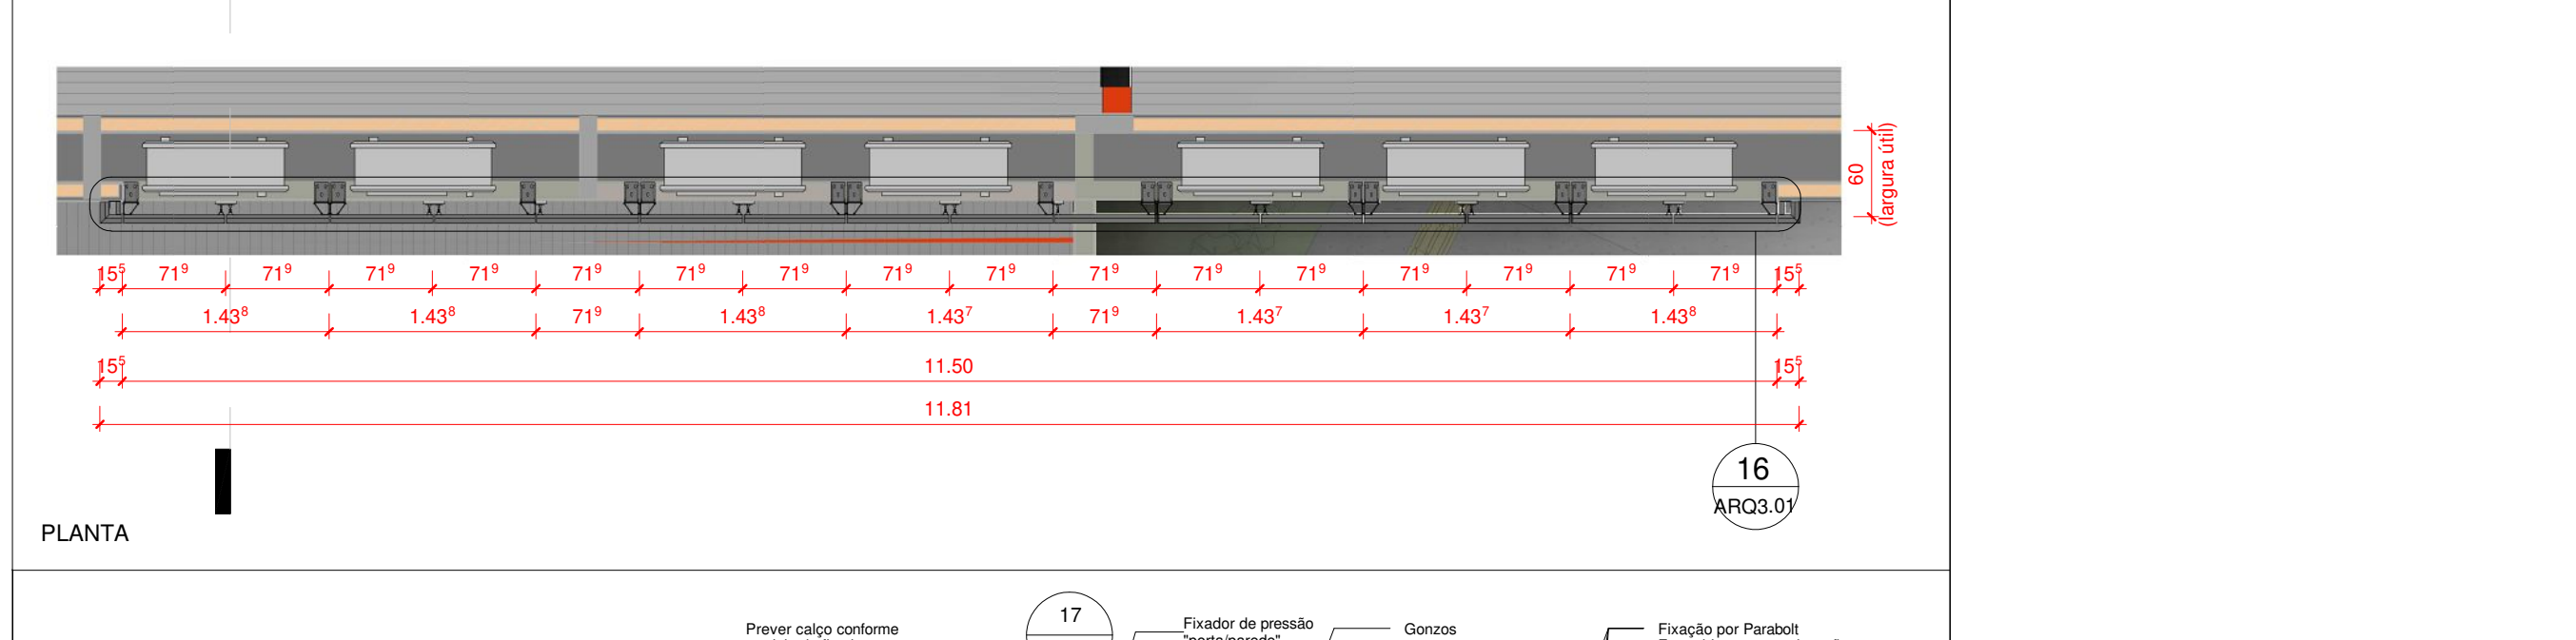 60
(largura útil)
15⁵ 71⁹ 71⁹ 71⁹ 71⁹ 71⁹ 71⁹ 71⁹ 71⁹ 71⁹ 71⁹ 71⁹ 71⁹ 71⁹ 71⁹ 71⁹ 71⁹ 15⁵
1.43⁸ 1.43⁸ 71⁹ 1.43⁸ 1.43⁷ 71⁹ 1.43⁷ 1.43⁷ 1.43⁸
15⁵ 11.50 15⁵
11.81
16
ARQ3.01
PLANTA
17
Prever calço conforme
Fixador de pressão
"porta/parede"
Gonzos
Fixação por Parabolt